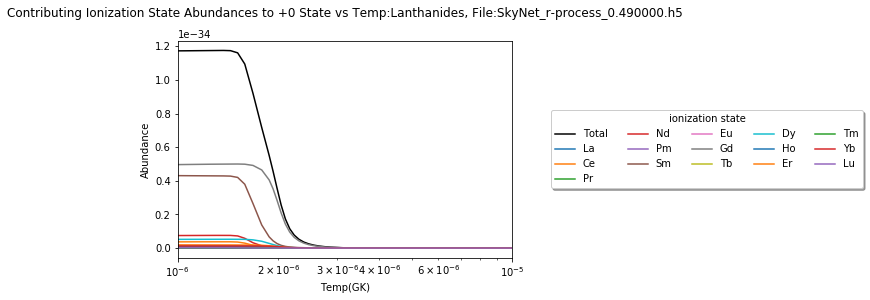 Contributing Ionization State Abundances to +0 State vs Temp:Lanthanides, File:SkyNet_r-process_0.490000.h5
1e−34
1.2
1.0
0.8
0.6
0.4
0.2
0.0
Abundance
10⁻⁶
2 × 10⁻⁶
3 × 10⁻⁶
4 × 10⁻⁶
6 × 10⁻⁶
10⁻⁵
Temp(GK)
ionization state
Total Nd Eu Dy Tm
La Pm Gd Ho Yb
Ce Sm Tb Er Lu
Pr